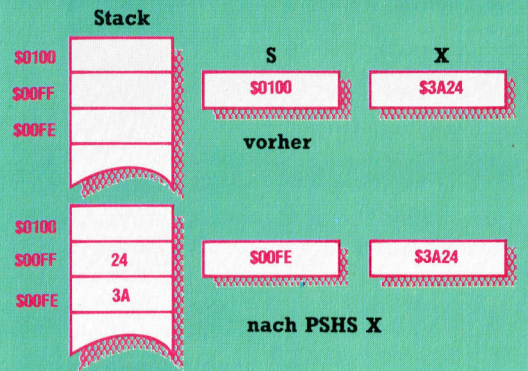 Stack
$0100
$00FF
$00FE
S
X
$0100
$3A24
vorher
$0100
$00FF 24
$00FE 3A
$00FE
$3A24
nach PSHS X